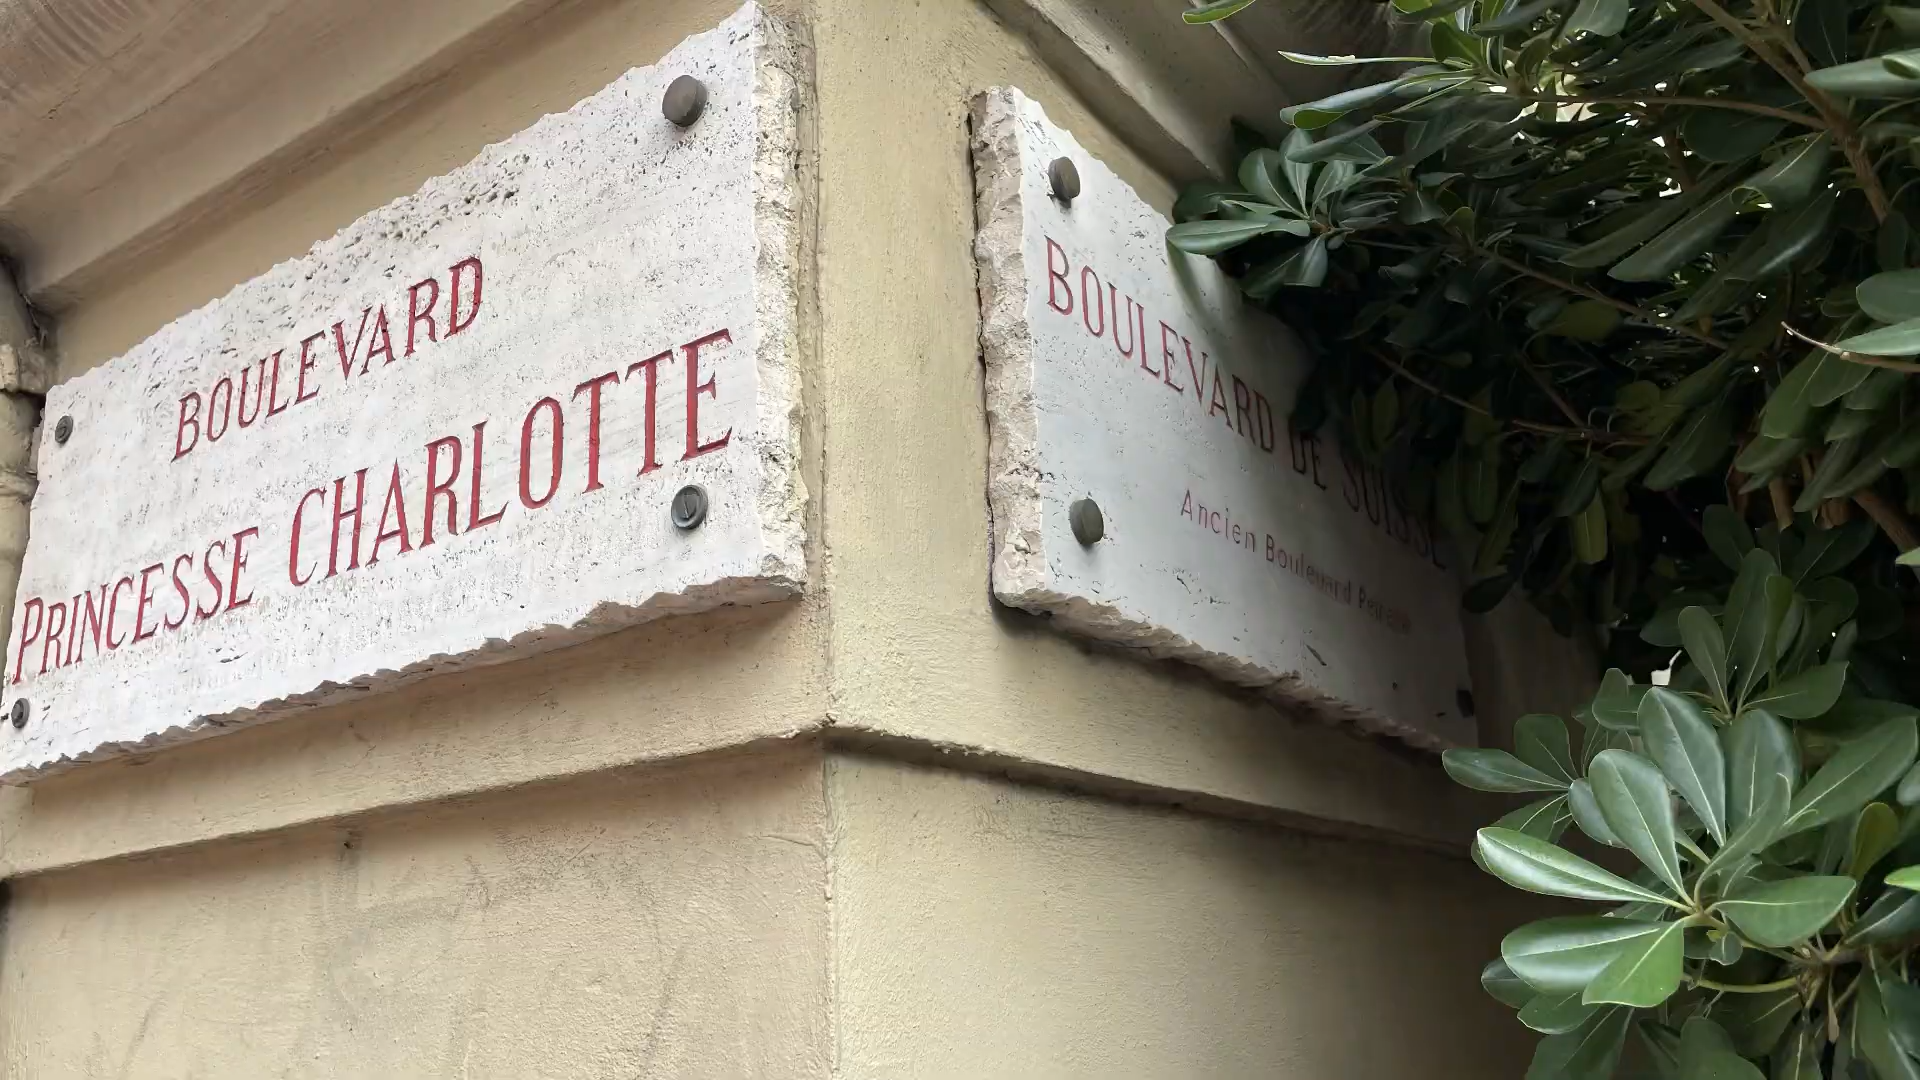 BOULEVARD
PRINCESSE CHARLOTTE
BOULEVARD DE SUISSE
Ancien Boulevard